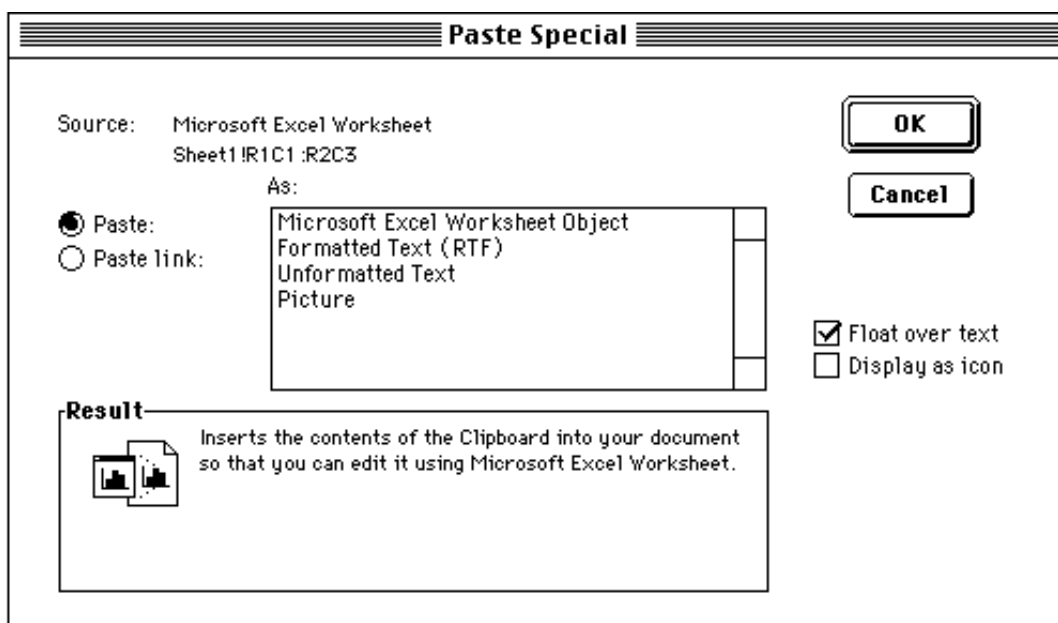 Paste Special
Source: Microsoft Excel Worksheet
Sheet1!R1C1:R2C3
OK
Cancel
As:
Paste:
Paste link:
Microsoft Excel Worksheet Object
Formatted Text (RTF)
Unformatted Text
Picture
Float over text
Display as icon
Result
Inserts the contents of the Clipboard into your document
so that you can edit it using Microsoft Excel Worksheet.